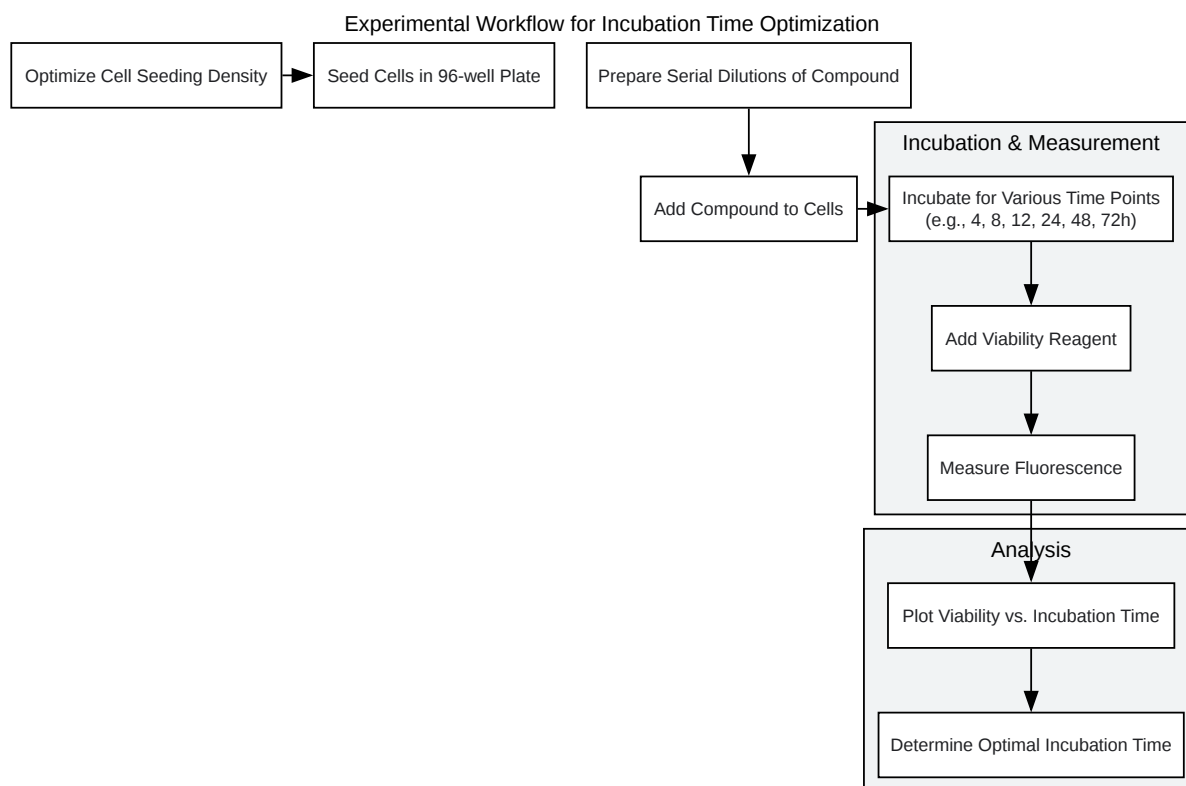 Experimental Workflow for Incubation Time Optimization
Optimize Cell Seeding Density
Seed Cells in 96-well Plate
Prepare Serial Dilutions of Compound
Incubation & Measurement
Add Compound to Cells
Incubate for Various Time Points
(e.g., 4, 8, 12, 24, 48, 72h)
Add Viability Reagent
Measure Fluorescence
Analysis
Plot Viability vs. Incubation Time
Determine Optimal Incubation Time